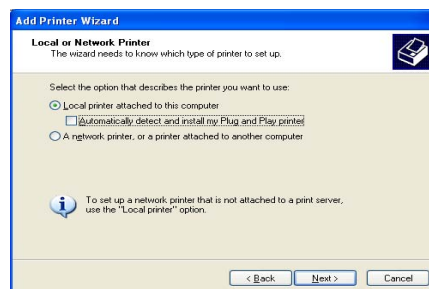 Add Printer Wizard
Local or Network Printer
The wizard needs to know which type of printer to set up.
Select the option that describes the printer you want to use:
Local printer attached to this computer
Automatically detect and install my Plug and Play printer
A network printer, or a printer attached to another computer
To set up a network printer that is not attached to a print server,
use the "Local printer" option.
< Back Next > Cancel